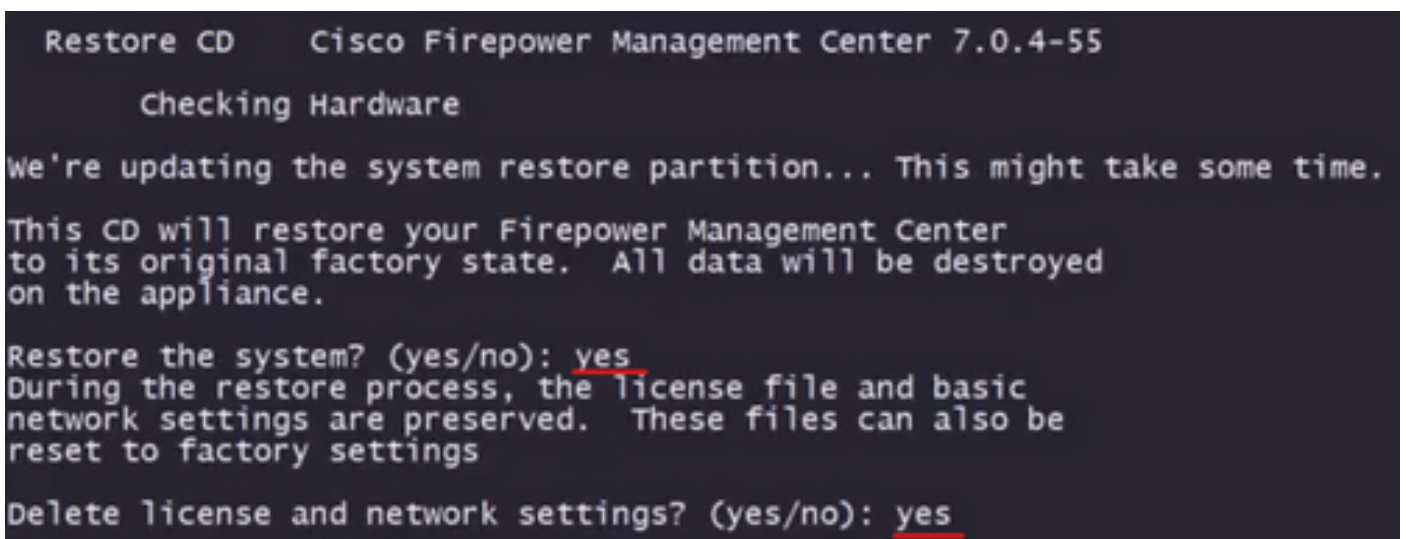 Restore CD Cisco Firepower Management Center 7.0.4-55
Checking Hardware
We're updating the system restore partition... This might take some time.
This CD will restore your Firepower Management Center
to its original factory state. All data will be destroyed
on the appliance.
Restore the system? (yes/no): yes
During the restore process, the license file and basic
network settings are preserved. These files can also be
reset to factory settings
Delete license and network settings? (yes/no): yes